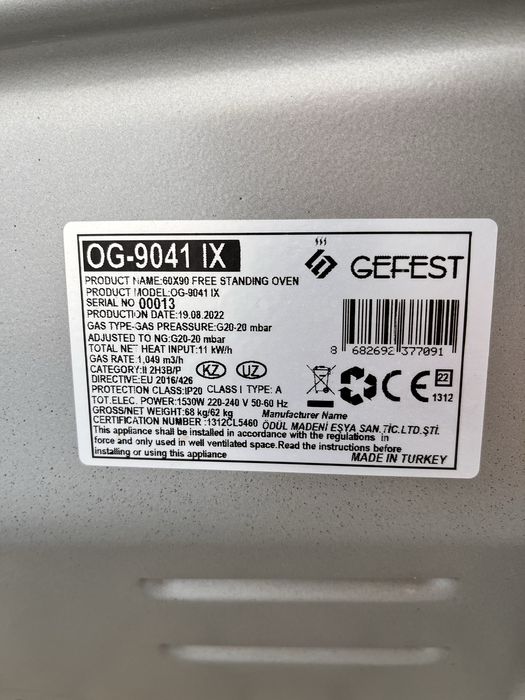 OG-9041 IX
GEFEST
PRODUCT NAME:60X90 FREE STANDING OVEN
PRODUCT MODEL:OG-9041 IX
SERIAL NO 00013
PRODUCTION DATE:19.08.2022
GAS TYPE-GAS PREASSURE:G20-20 mbar
ADJUSTED TO NG:G20-20 mbar
TOTAL NET HEAT INPUT:11 kW/h
GAS RATE:1,049 m3/h
CATEGORY:II 2H3B/P
KZ UZ
DIRECTIVE:EU 2016/426
PROTECTION CLASS:IP20 CLASS I TYPE: A
TOT.ELEC. POWER:1530W 220-240 V 50-60 Hz
GROSS/NET WEIGHT:68 kg/62 kg
CERTIFICATION NUMBER :1312CL5460
8 682692 377091
CE
22
1312
Manufacturer Name
ÖDÜL MADENİ EŞYA SAN.TİC.LTD.ŞTİ.
This appliance shall be installed in accordance with the regulations in
force and only used in well ventilated space.Read the instructions before
installing or using this appliance
MADE IN TURKEY